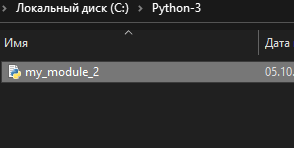 Локальный диск (C:) > Python-3
Имя Дата
my_module_2 05.10.